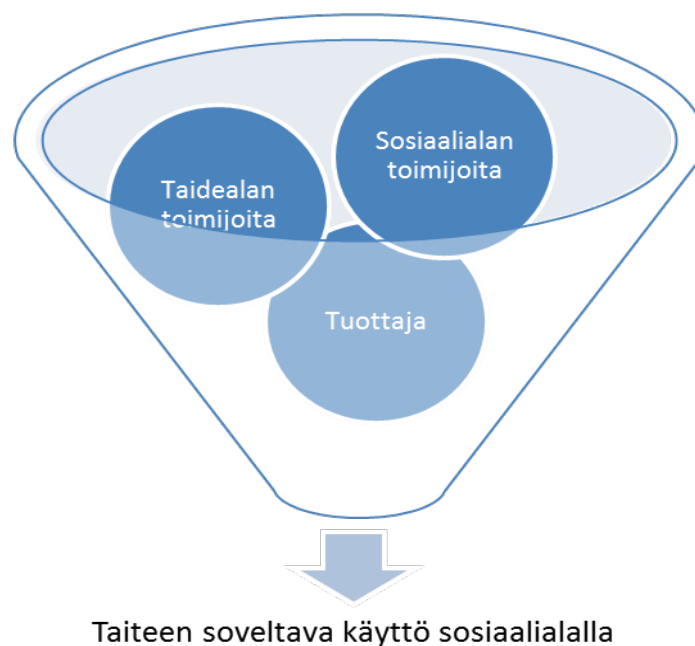 Sosiaalialan
toimijoita
Taidealan
toimijoita
Tuottaja
Taiteen soveltava käyttö sosiaalialalla